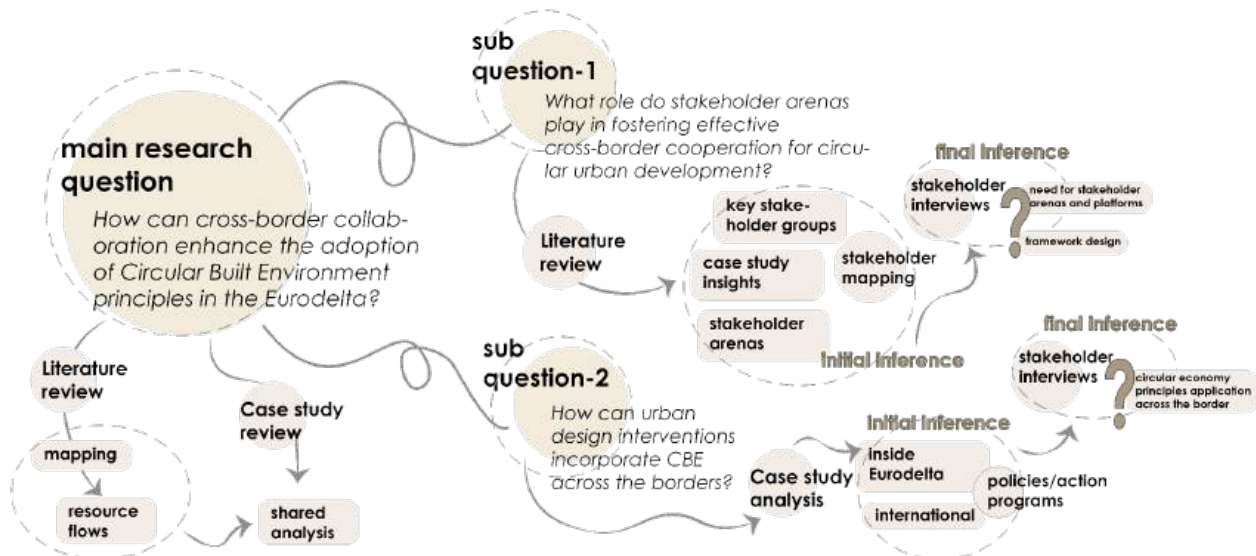 main research
question
How can cross-border collab-
oration enhance the adoption
of Circular Built Environment
principles in the Eurodelta?
Literature
review
mapping
resource
flows
Case study
review
shared
analysis
sub
question-1
What role do stakeholder arenas
play in fostering effective
cross-border cooperation for circu-
lar urban development?
Literature
review
key stake-
holder groups
case study
insights
stakeholder
arenas
stakeholder
mapping
initial inference
final inference
stakeholder
interviews
?
need for stakeholder
arenas and platforms
framework design
sub
question-2
How can urban
design interventions
incorporate CBE
across the borders?
Case study
analysis
initial inference
inside
Eurodelta
international
policies/action
programs
final inference
stakeholder
interviews
?
circular economy
principles application
across the border